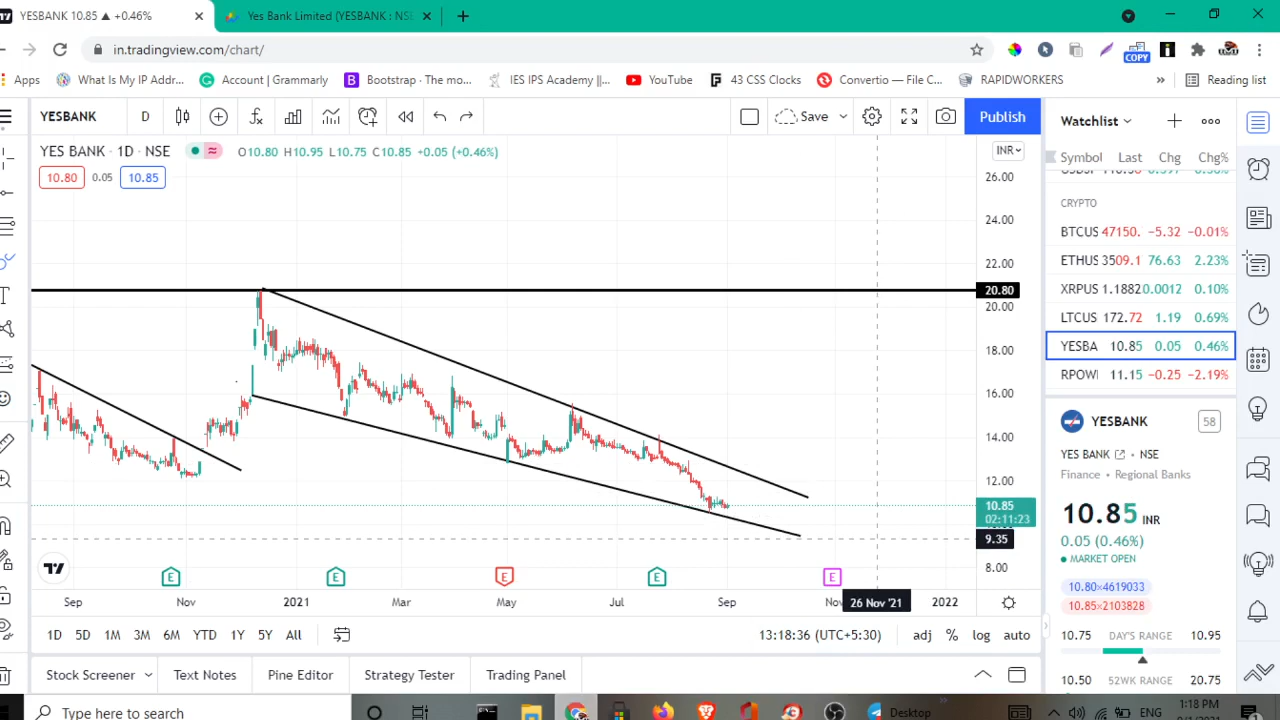 YESBANK 10.85 ▲ +0.46%
Yes Bank Limited (YESBANK : NSE
in.tradingview.com/chart/
COPY
Apps What Is My IP Addr... Account | Grammarly Bootstrap · The mo... IES IPS Academy ||... YouTube 43 CSS Clocks Convertio — File C... RAPIDWORKERS » Reading list
YESBANK D Save Publish
YES BANK · 1D · NSE O10.80 H10.95 L10.75 C10.85 +0.05 (+0.46%)
10.80 0.05 10.85
INR
26.00
24.00
22.00
20.80
20.00
18.00
16.00
14.00
12.00
10.85
02:11:23
9.35
8.00
E E E E E
Sep Nov 2021 Mar May Jul Sep Nov 26 Nov '21 2022
1D 5D 1M 3M 6M YTD 1Y 5Y All 13:18:36 (UTC+5:30) adj % log auto
Stock Screener Text Notes Pine Editor Strategy Tester Trading Panel
Watchlist
Symbol Last Chg Chg%
CRYPTO
BTCUS 47150. −5.32 −0.01%
ETHUS 3509.1 76.63 2.23%
XRPUS 1.1882 0.0012 0.10%
LTCUS 172.72 1.19 0.69%
YESBA 10.85 0.05 0.46%
RPOWI 11.15 −0.25 −2.19%
YESBANK 58
YES BANK • NSE
Finance • Regional Banks
10.85 INR
0.05 (0.46%)
MARKET OPEN
10.80×4619033
10.85×2103828
10.75 DAY'S RANGE 10.95
10.50 52WK RANGE 20.75
Type here to search
Desktop
ENG
1:18 PM